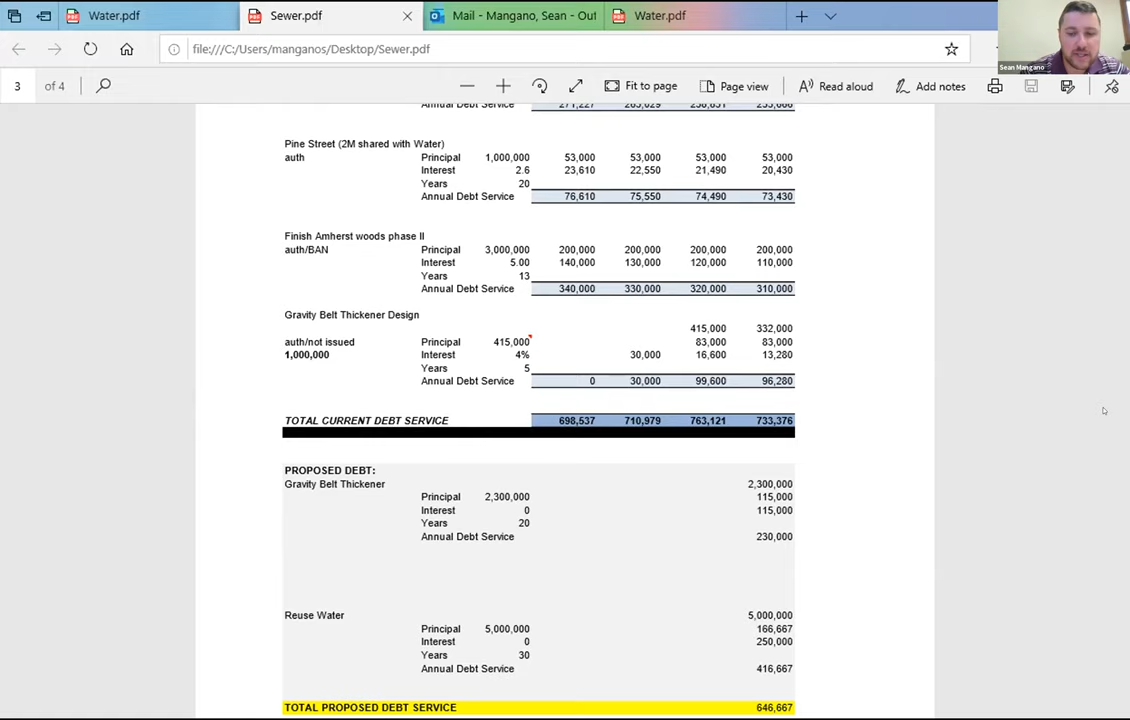 Water.pdf
Sewer.pdf
Mail - Mangano, Sean - Out
Water.pdf
file:///C:/Users/manganos/Desktop/Sewer.pdf
Sean Mangano
3 of 4
Fit to page
Page view
Read aloud
Add notes
Annual Debt Service 271,227 265,029 258,831 253,666
Pine Street (2M shared with Water)
auth Principal 1,000,000 53,000 53,000 53,000 53,000
Interest 2.6 23,610 22,550 21,490 20,430
Years 20
Annual Debt Service 76,610 75,550 74,490 73,430
Finish Amherst woods phase II
auth/BAN Principal 3,000,000 200,000 200,000 200,000 200,000
Interest 5.00 140,000 130,000 120,000 110,000
Years 13
Annual Debt Service 340,000 330,000 320,000 310,000
Gravity Belt Thickener Design
415,000 332,000
auth/not issued Principal 415,000 83,000 83,000
1,000,000 Interest 4% 30,000 16,600 13,280
Years 5
Annual Debt Service 0 30,000 99,600 96,280
TOTAL CURRENT DEBT SERVICE 698,537 710,979 763,121 733,376
PROPOSED DEBT:
Gravity Belt Thickener 2,300,000
Principal 2,300,000 115,000
Interest 0 115,000
Years 20
Annual Debt Service 230,000
Reuse Water 5,000,000
Principal 5,000,000 166,667
Interest 0 250,000
Years 30
Annual Debt Service 416,667
TOTAL PROPOSED DEBT SERVICE 646,667